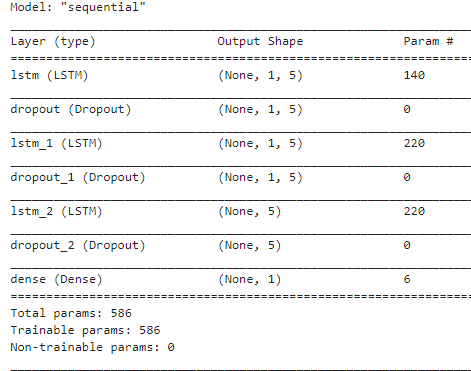 Model: "sequential"
Layer (type) Output Shape Param #
lstm (LSTM) (None, 1, 5) 140
dropout (Dropout) (None, 1, 5) 0
lstm_1 (LSTM) (None, 1, 5) 220
dropout_1 (Dropout) (None, 1, 5) 0
lstm_2 (LSTM) (None, 5) 220
dropout_2 (Dropout) (None, 5) 0
dense (Dense) (None, 1) 6
Total params: 586
Trainable params: 586
Non-trainable params: 0